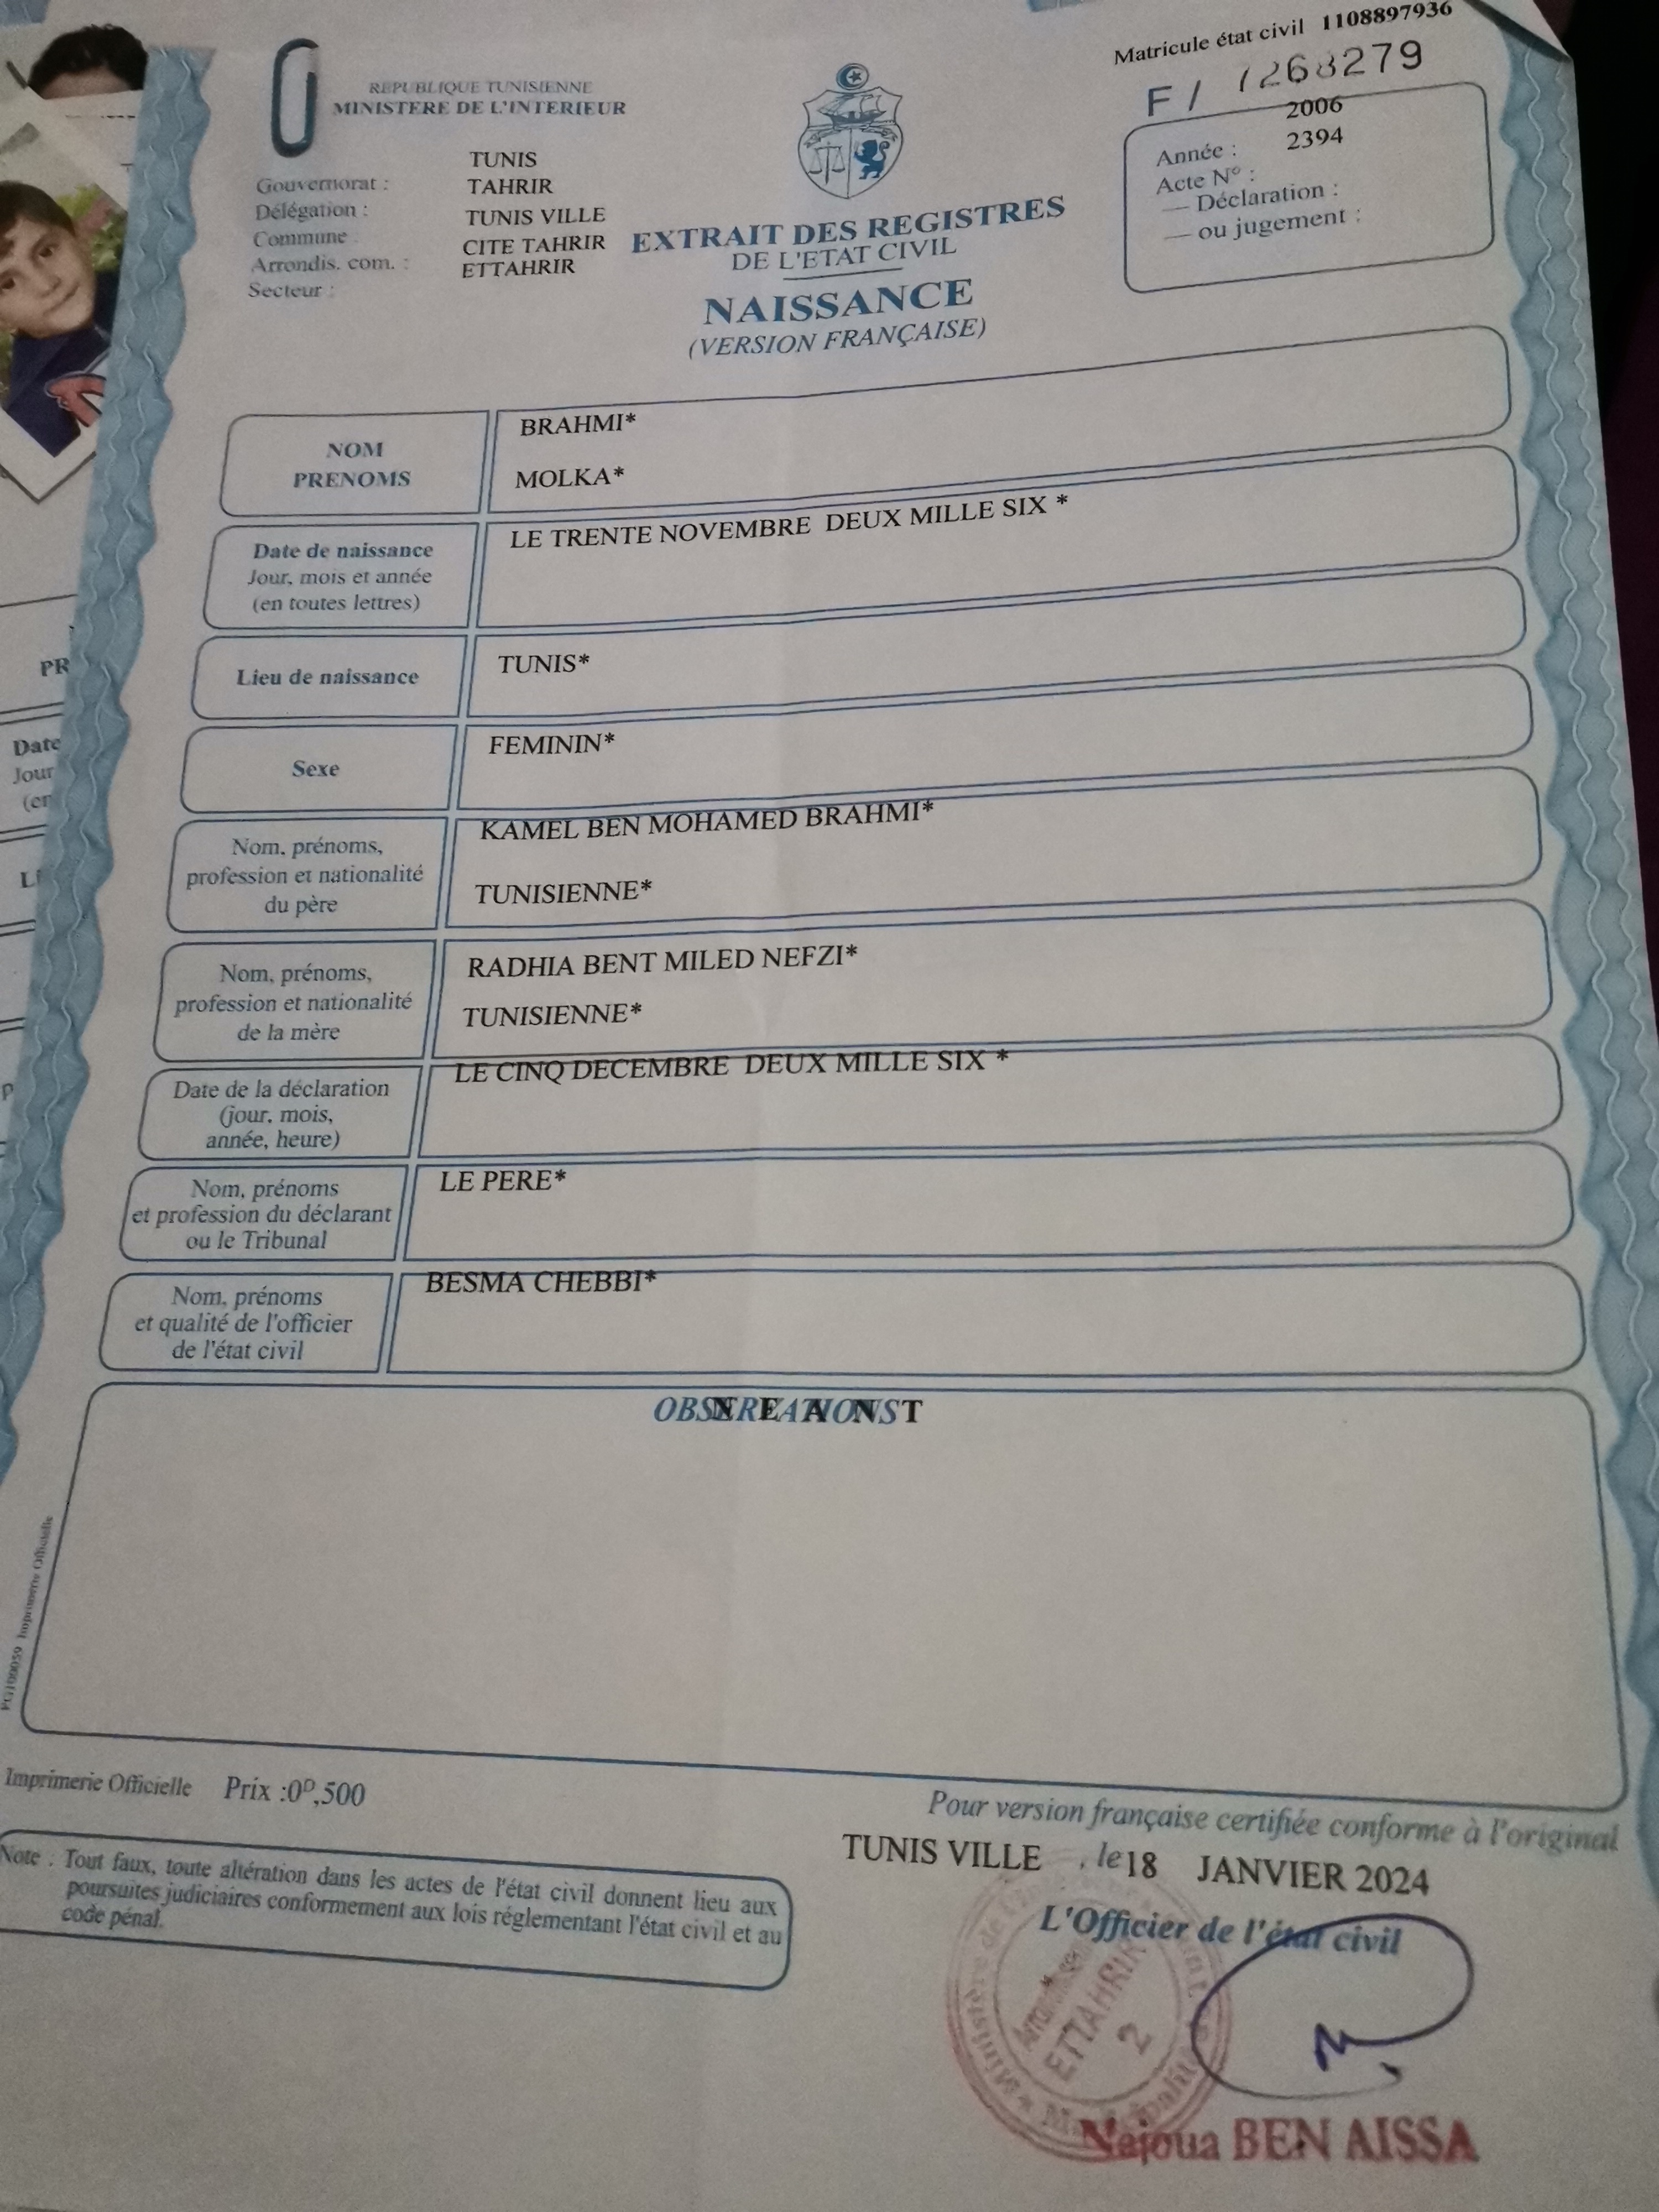 Matricule état civil 1108897936
F/ 7268279
REPUBLIQUE TUNISIENNE
MINISTERE DE L'INTERIEUR
TUNIS
Gouvernorat : TAHRIR
Délégation : TUNIS VILLE
Commune : CITE TAHRIR
Arrondis. com. : ETTAHRIR
Secteur :
EXTRAIT DES REGISTRES
DE L'ETAT CIVIL
NAISSANCE
(VERSION FRANÇAISE)
2006
Année : 2394
Acte N° :
— Déclaration :
— ou jugement :
NOM
PRENOMS
BRAHMI*
MOLKA*
Date de naissance
Jour, mois et année
(en toutes lettres)
LE TRENTE NOVEMBRE DEUX MILLE SIX *
Lieu de naissance
TUNIS*
Sexe
FEMININ*
Nom, prénoms,
profession et nationalité
du père
KAMEL BEN MOHAMED BRAHMI*
TUNISIENNE*
Nom, prénoms,
profession et nationalité
de la mère
RADHIA BENT MILED NEFZI*
TUNISIENNE*
Date de la déclaration
(jour, mois,
année, heure)
LE CINQ DECEMBRE DEUX MILLE SIX *
Nom, prénoms
et profession du déclarant
ou le Tribunal
LE PERE*
Nom, prénoms
et qualité de l'officier
de l'état civil
BESMA CHEBBI*
OBSERVATIONS
N E A N T
PG109059 Imprimerie Officielle
Imprimerie Officielle Prix :0ᴰ,500
Note : Tout faux, toute altération dans les actes de l'état civil donnent lieu aux
poursuites judiciaires conformement aux lois réglementant l'état civil et au
code pénal.
Pour version française certifiée conforme à l'original
TUNIS VILLE , le 18 JANVIER 2024
L'Officier de l'état civil
ETTAHRIR
2
Najoua BEN AISSA
PR
Date
Jour